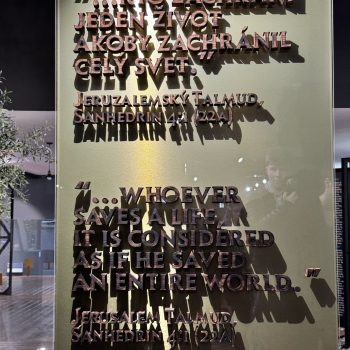 JEDEN ŽIVOT
AKOBY ZACHRÁNIL
CELÝ SVET.”
JERUZALEMSKÝ TALMUD,
SANHEDRIN 4:1 (22A)
“...WHOEVER
SAVES A LIFE,
IT IS CONSIDERED
AS IF HE SAVED
AN ENTIRE WORLD.”
JERUSALEM TALMUD,
SANHEDRIN 4:1 (22A)